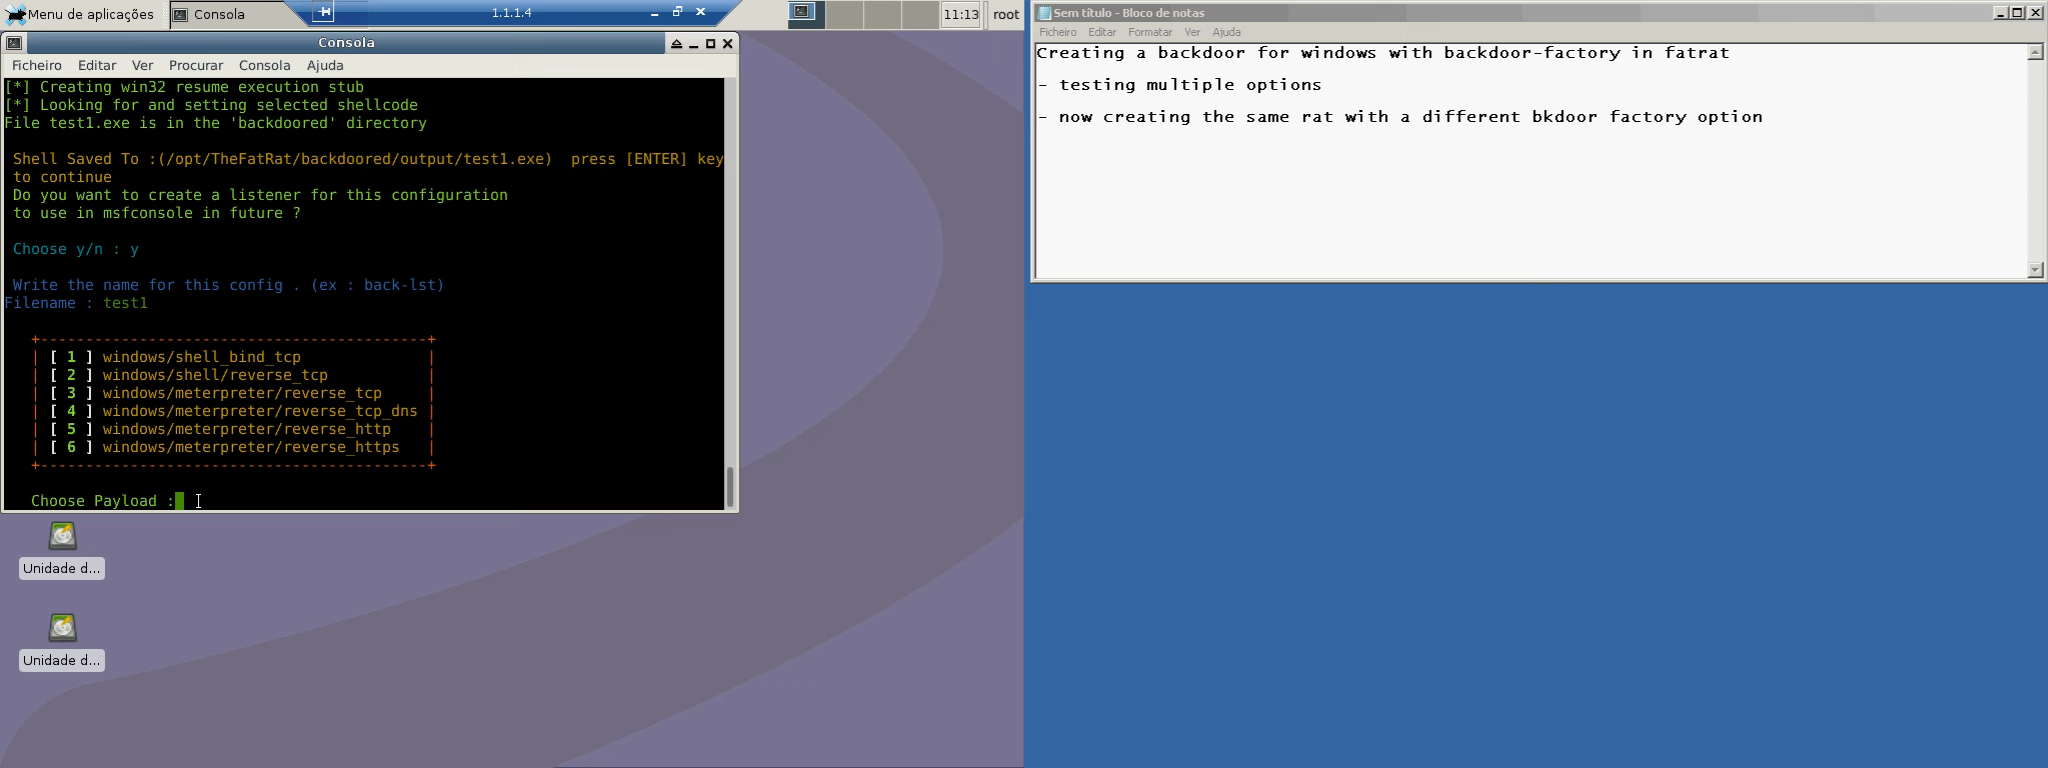 Menu de aplicações
Consola
1.1.1.4
11:13
root
Consola
Ficheiro Editar Ver Procurar Consola Ajuda
[*] Creating win32 resume execution stub
[*] Looking for and setting selected shellcode
File test1.exe is in the 'backdoored' directory
Shell Saved To :(/opt/TheFatRat/backdoored/output/test1.exe)  press [ENTER] key
to continue
Do you want to create a listener for this configuration
to use in msfconsole in future ?
Choose y/n : y
Write the name for this config . (ex : back-lst)
Filename : test1
+-------------------------------------------+
| [ 1 ] windows/shell_bind_tcp |
| [ 2 ] windows/shell/reverse_tcp |
| [ 3 ] windows/meterpreter/reverse_tcp |
| [ 4 ] windows/meterpreter/reverse_tcp_dns |
| [ 5 ] windows/meterpreter/reverse_http |
| [ 6 ] windows/meterpreter/reverse_https |
+-------------------------------------------+
Choose Payload :
Unidade d...
Unidade d...
Sem título - Bloco de notas
Ficheiro Editar Formatar Ver Ajuda
Creating a backdoor for windows with backdoor-factory in fatrat
- testing multiple options
- now creating the same rat with a different bkdoor factory option